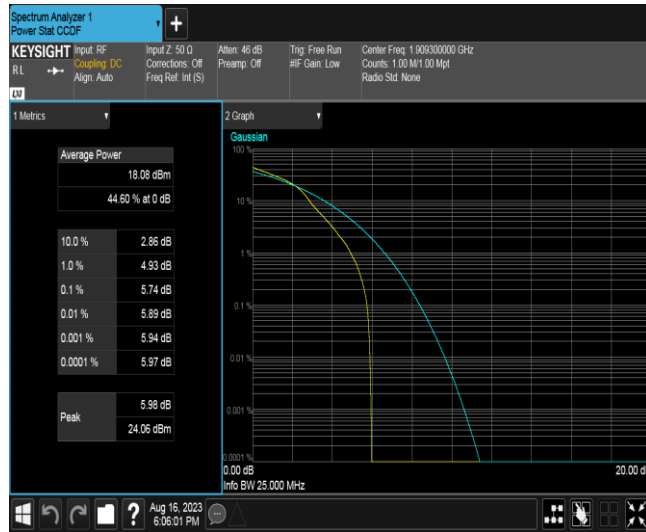 Spectrum Analyzer 1
Power Stat CCDF
+
KEYSIGHT
RL
LXI
Input: RF
Coupling: DC
Align: Auto
Input Z: 50 Ω
Corrections: Off
Freq Ref: Int (S)
Atten: 46 dB
Preamp: Off
Trig: Free Run
#IF Gain: Low
Center Freq: 1.909300000 GHz
Counts: 1.00 M/1.00 Mpt
Radio Std: None
1 Metrics
Average Power
18.08 dBm
44.60 % at 0 dB
10.0 % 2.86 dB
1.0 % 4.93 dB
0.1 % 5.74 dB
0.01 % 5.89 dB
0.001 % 5.94 dB
0.0001 % 5.97 dB
Peak 5.98 dB
24.06 dBm
2 Graph
Gaussian
100 %
10 %
1 %
0.1 %
0.01 %
0.001 %
0.0001 %
0.00 dB 20.00 d
Info BW 25.000 MHz
?
Aug 16, 2023
6:06:01 PM